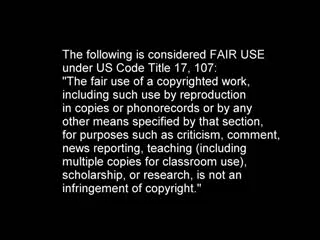 The following is considered FAIR USE
under US Code Title 17, 107:
"The fair use of a copyrighted work,
including such use by reproduction
in copies or phonorecords or by any
other means specified by that section,
for purposes such as criticism, comment,
news reporting, teaching (including
multiple copies for classroom use),
scholarship, or research, is not an
infringement of copyright."